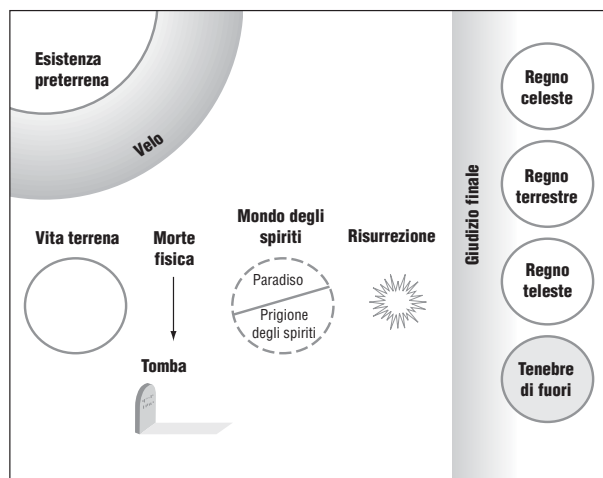 Esistenza
preterrena
Velo
Vita terrena
Morte
fisica
Tomba
Mondo degli
spiriti
Paradiso
Prigione
degli spiriti
Risurrezione
Giudizio finale
Regno
celeste
Regno
terrestre
Regno
teleste
Tenebre
di fuori